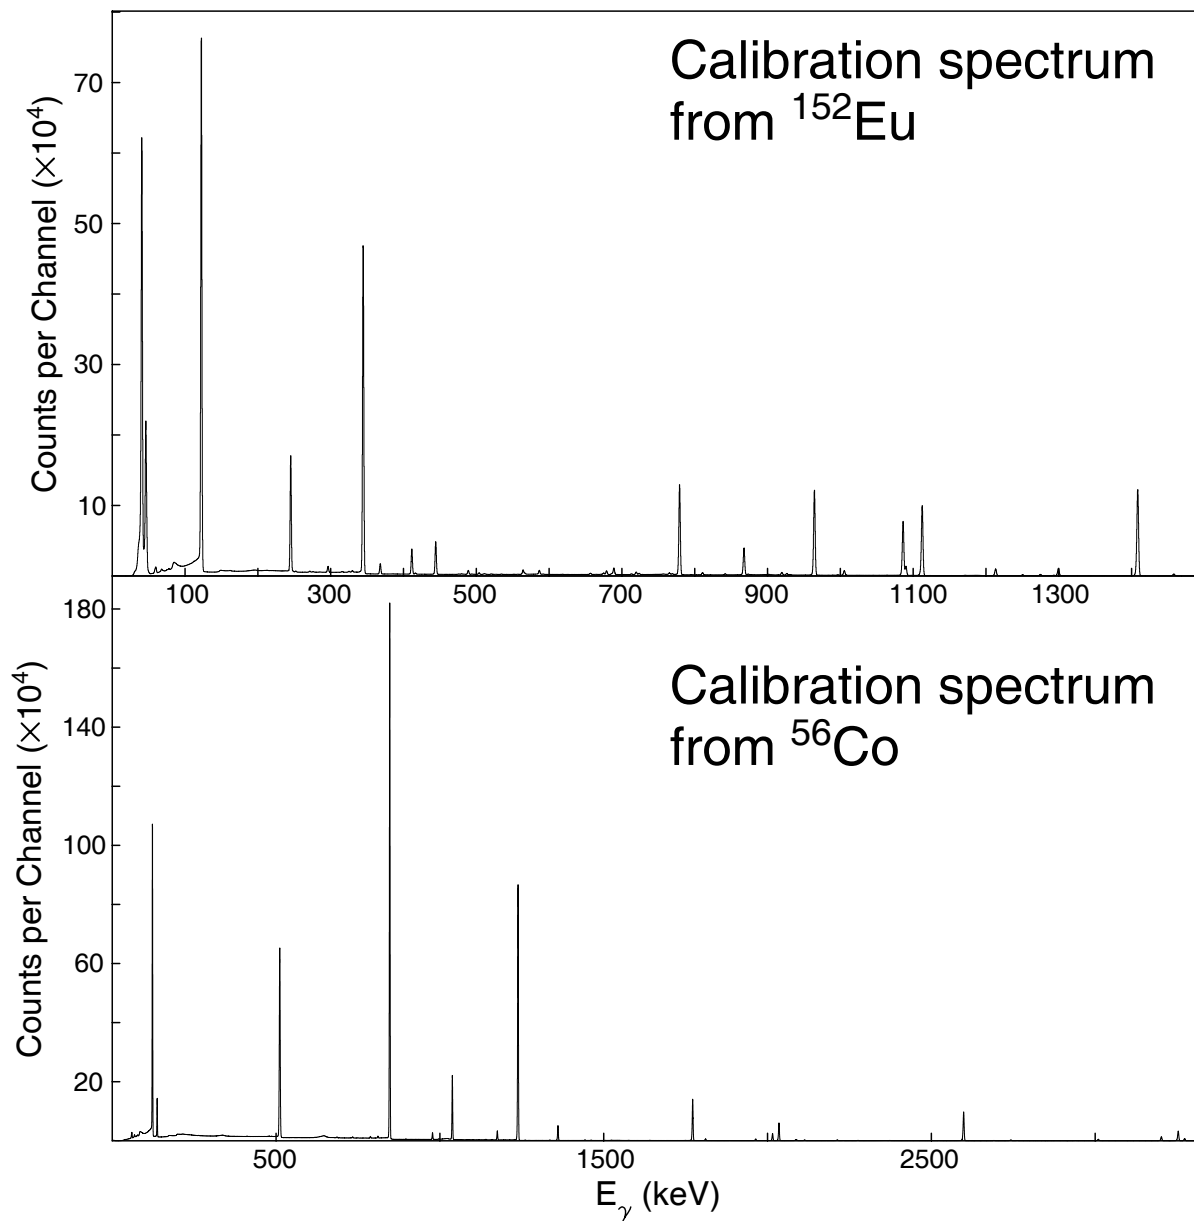 Calibration spectrum
from ¹⁵²Eu
Counts per Channel (×10⁴)
70
50
30
10
100 300 500 700 900 1100 1300
Calibration spectrum
from ⁵⁶Co
Counts per Channel (×10⁴)
180
140
100
60
20
500 1500 2500
Eᵧ (keV)